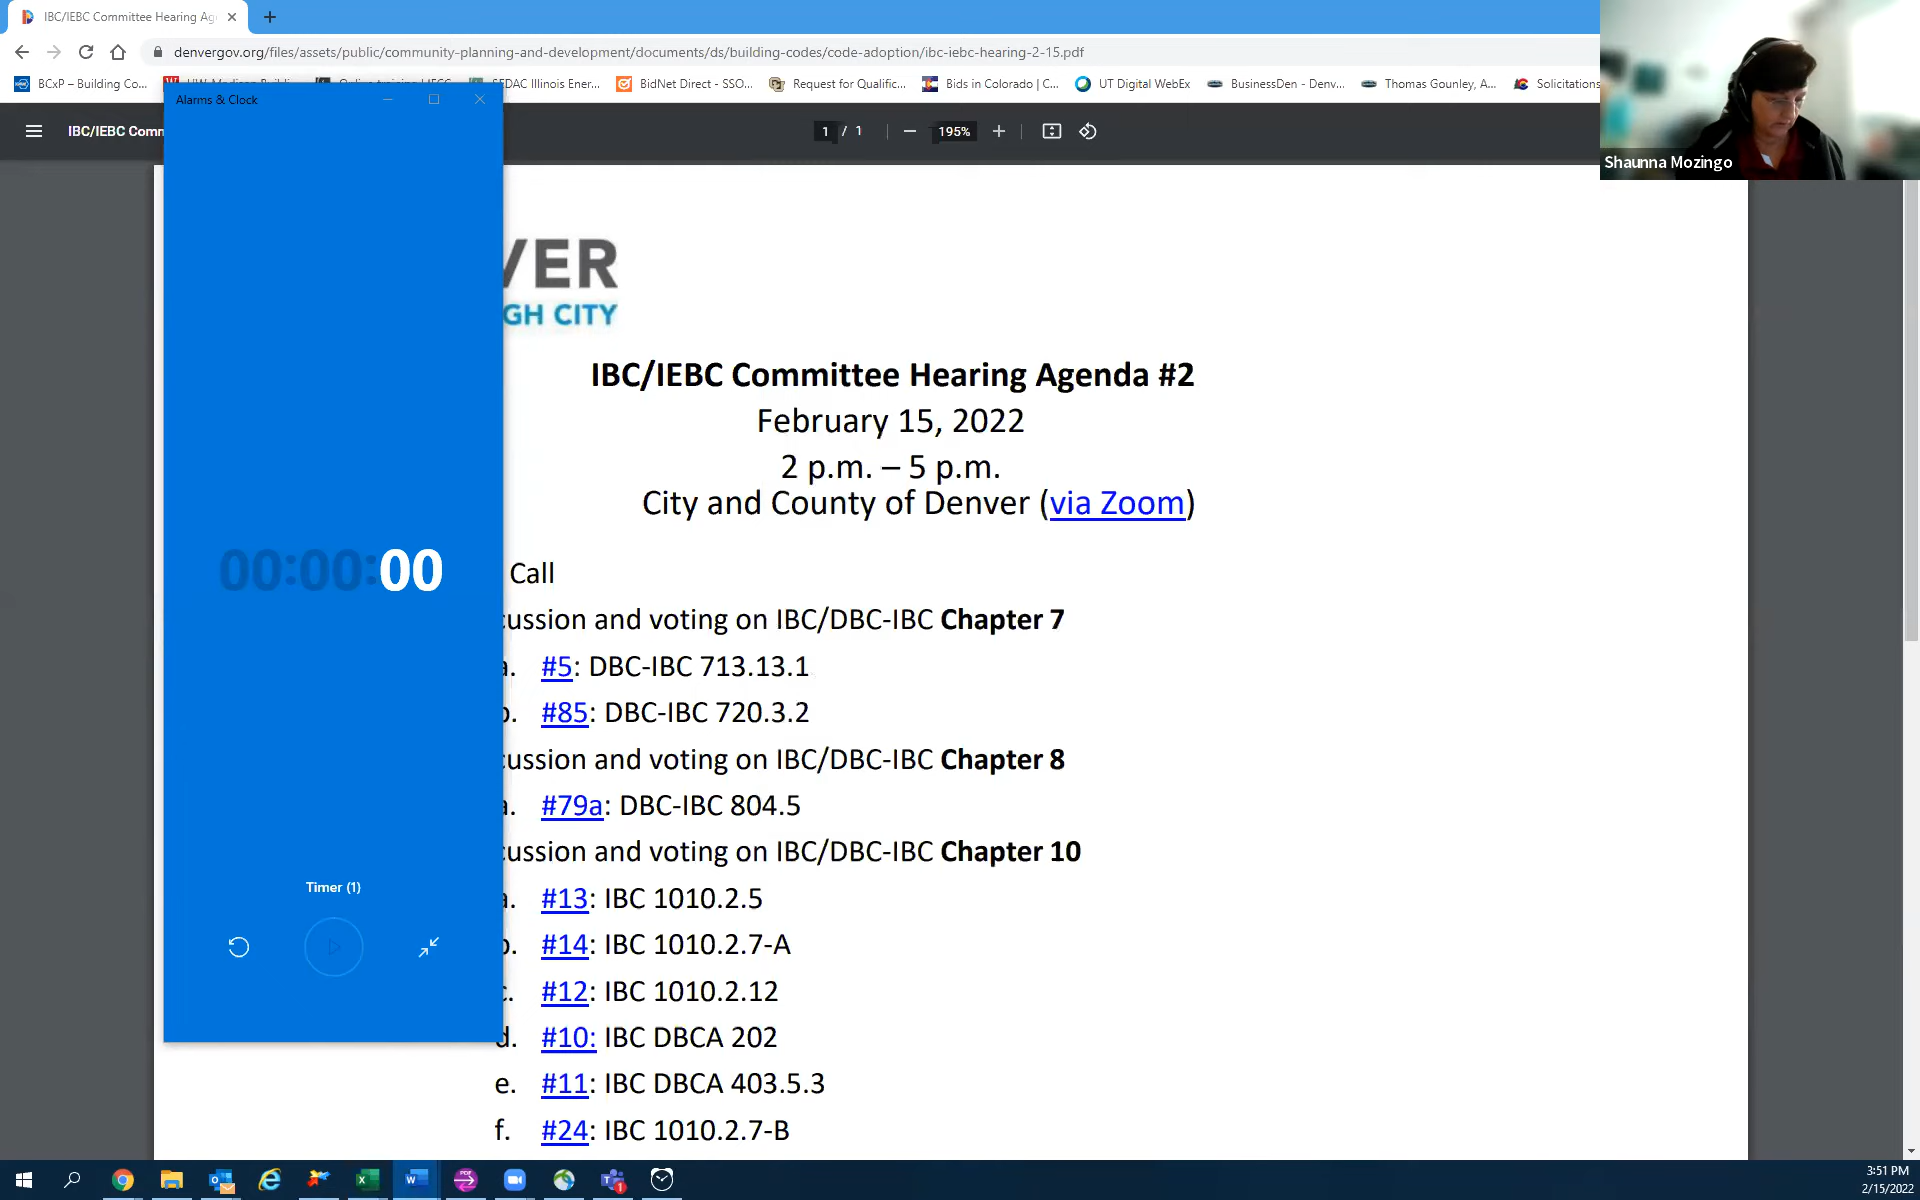 IBC/IEBC Committee Hearing Ag
denvergov.org/files/assets/public/community-planning-and-development/documents/ds/building-codes/code-adoption/ibc-iebc-hearing-2-15.pdf
BCxP – Building Co...
SEDAC Illinois Ener...
BidNet Direct - SSO...
Request for Qualific...
Bids in Colorado | C...
UT Digital WebEx
BusinessDen - Denv...
Thomas Gounley, A...
Solicitations
Alarms & Clock
IBC/IEBC Comm
1 / 1
195%
Shaunna Mozingo
VER
GH CITY
IBC/IEBC Committee Hearing Agenda #2
February 15, 2022
2 p.m. – 5 p.m.
City and County of Denver (via Zoom)
00:00:00
Call
cussion and voting on IBC/DBC-IBC Chapter 7
a. #5: DBC-IBC 713.13.1
b. #85: DBC-IBC 720.3.2
cussion and voting on IBC/DBC-IBC Chapter 8
a. #79a: DBC-IBC 804.5
cussion and voting on IBC/DBC-IBC Chapter 10
Timer (1)
a. #13: IBC 1010.2.5
b. #14: IBC 1010.2.7-A
c. #12: IBC 1010.2.12
d. #10: IBC DBCA 202
e. #11: IBC DBCA 403.5.3
f. #24: IBC 1010.2.7-B
3:51 PM
2/15/2022